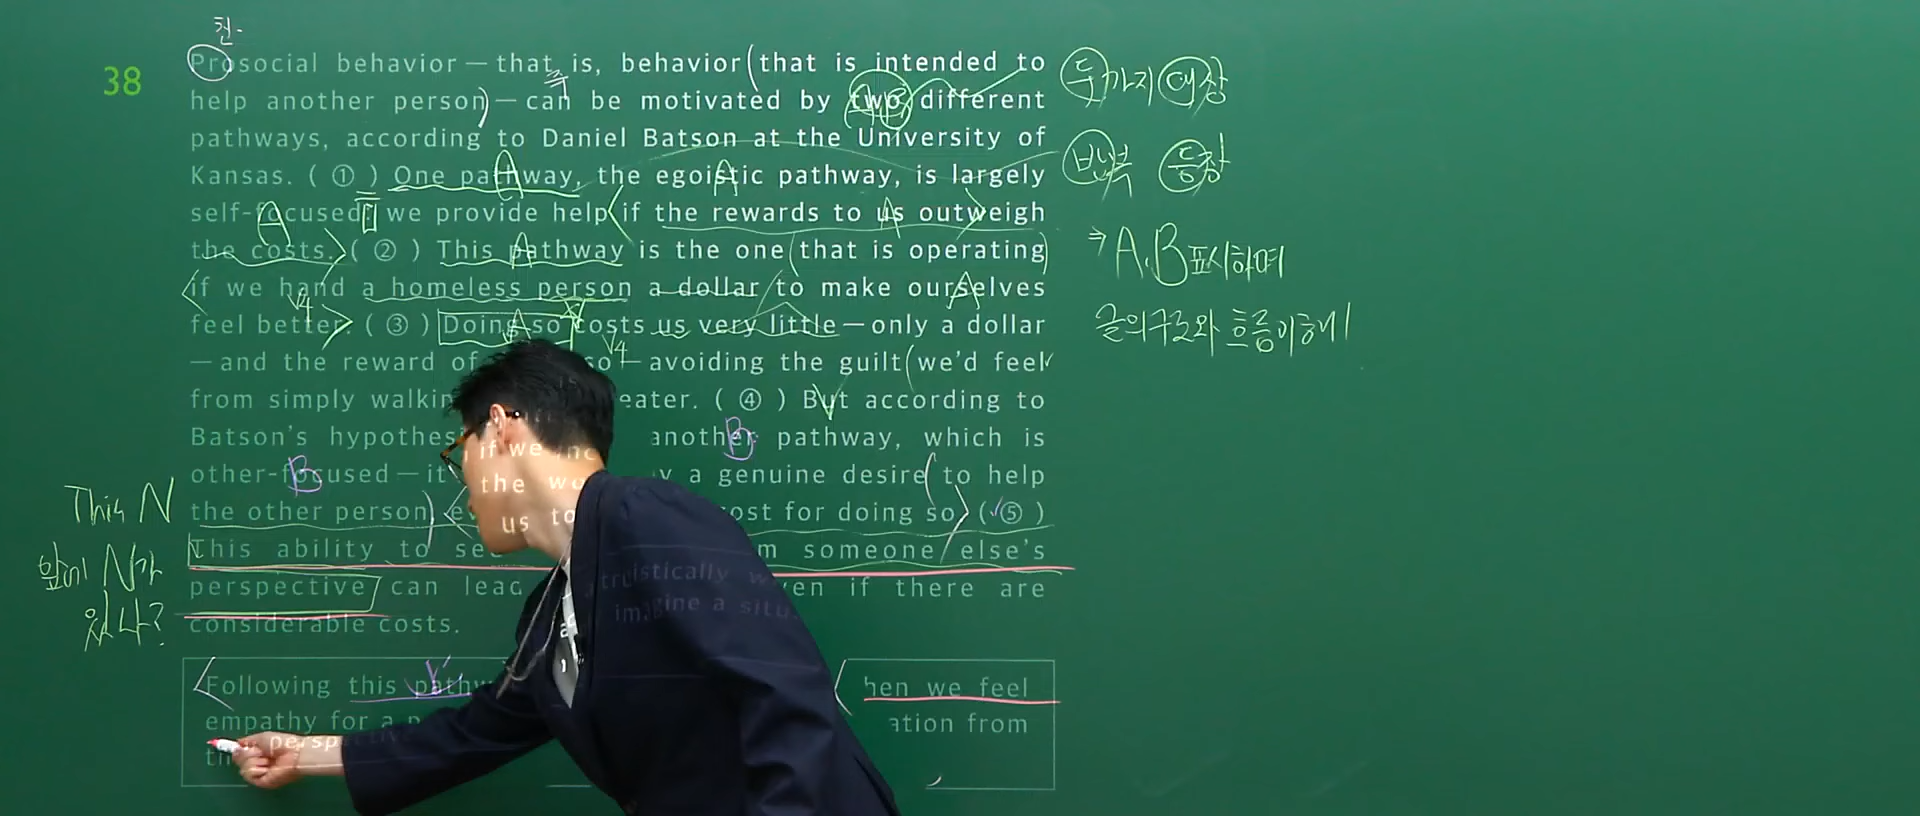 친-
38
Prosocial behavior — that is, behavior (that is intended to
help another person) — can be motivated by two different
pathways, according to Daniel Batson at the University of
Kansas. ( ① ) One pathway, the egoistic pathway, is largely
self-focused: we provide help if the rewards to us outweigh
the costs. ( ② ) This pathway is the one (that is operating)
if we hand a homeless person a dollar to make ourselves
feel better. ( ③ ) Doing so costs us very little — only a dollar
— and the reward of so — avoiding the guilt (we'd feel
from simply walkin eater. ( ④ ) But according to
Batson's hypothes another pathway, which is
other-focused — it a genuine desire (to help
the other person) ost for doing so. ( ⑤ )
This ability to se m someone else's
perspective can lead ven if there are
considerable costs.
Following this pathw hen we feel
empathy for a p ation from
th persp
두가지 대상
반복 등장
⇒ A, B 표시하며
글의 구조와 흐름 이해
This N
앞에 N가
있나?